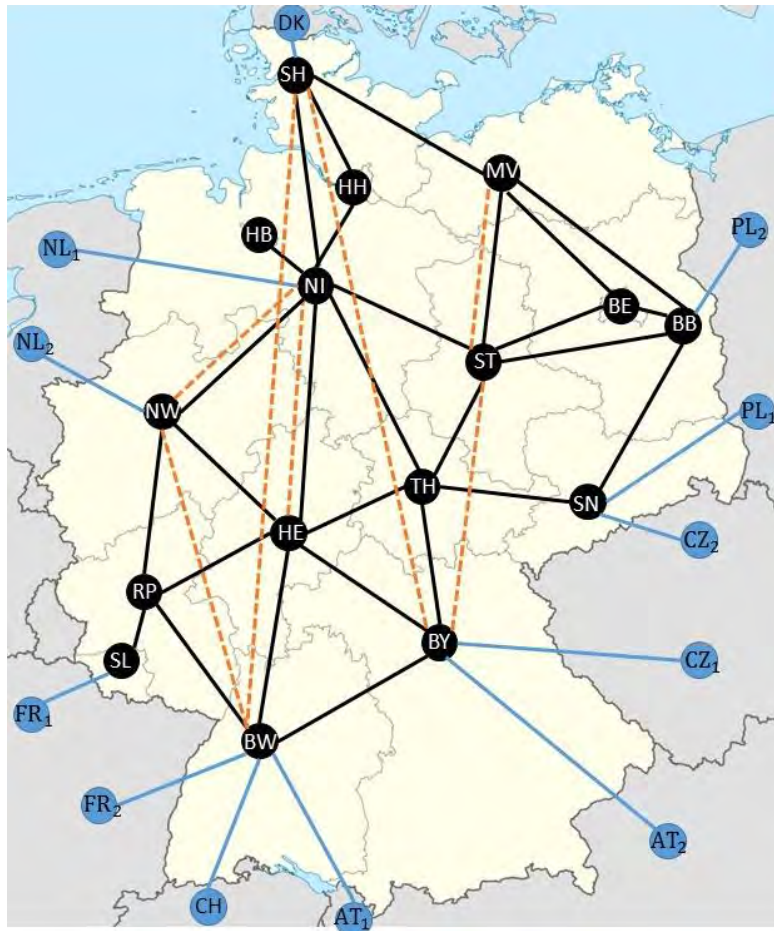 DK
SH
MV
HH
HB
PL₂
NL₁
NI
BE
BB
NL₂
ST
NW
PL₁
TH
SN
HE
CZ₂
RP
BY
SL
CZ₁
FR₁
BW
FR₂
AT₂
CH
AT₁